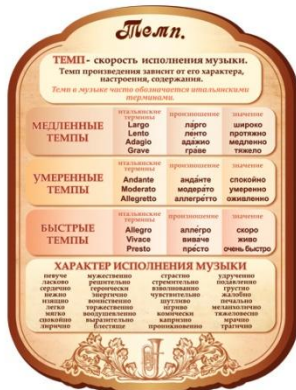 Темп.
ТЕМП- скорость исполнения музыки.
Темп произведения зависит от его характера,
настроения, содержания.
Темп в музыке часто обозначается итальянскими
терминами.
МЕДЛЕННЫЕ ТЕМПЫ
итальянские термины произношение значение
Largo ларго широко
Lento ленто протяжно
Adagio адажио медленно
Grave граве тяжело
УМЕРЕННЫЕ ТЕМПЫ
итальянские термины произношение значение
Andante анданте спокойно
Moderato модерато умеренно
Allegretto аллегретто оживленно
БЫСТРЫЕ ТЕМПЫ
итальянские термины произношение значение
Allegro аллегро скоро
Vivace виваче живо
Presto престо очень быстро
ХАРАКТЕР ИСПОЛНЕНИЯ МУЗЫКИ
певуче мужественно страстно удрученно
ласково решительно стремительно подавленно
сердечно героически взволнованно грустно
нежно энергично чувствительно жалобно
изящно воинственно шутливо печально
легко торжественно игриво меланхолично
мягко воодушевленно комически тяжеловесно
спокойно выразительно капризно мрачно
лирично блестяще проникновенно трагично